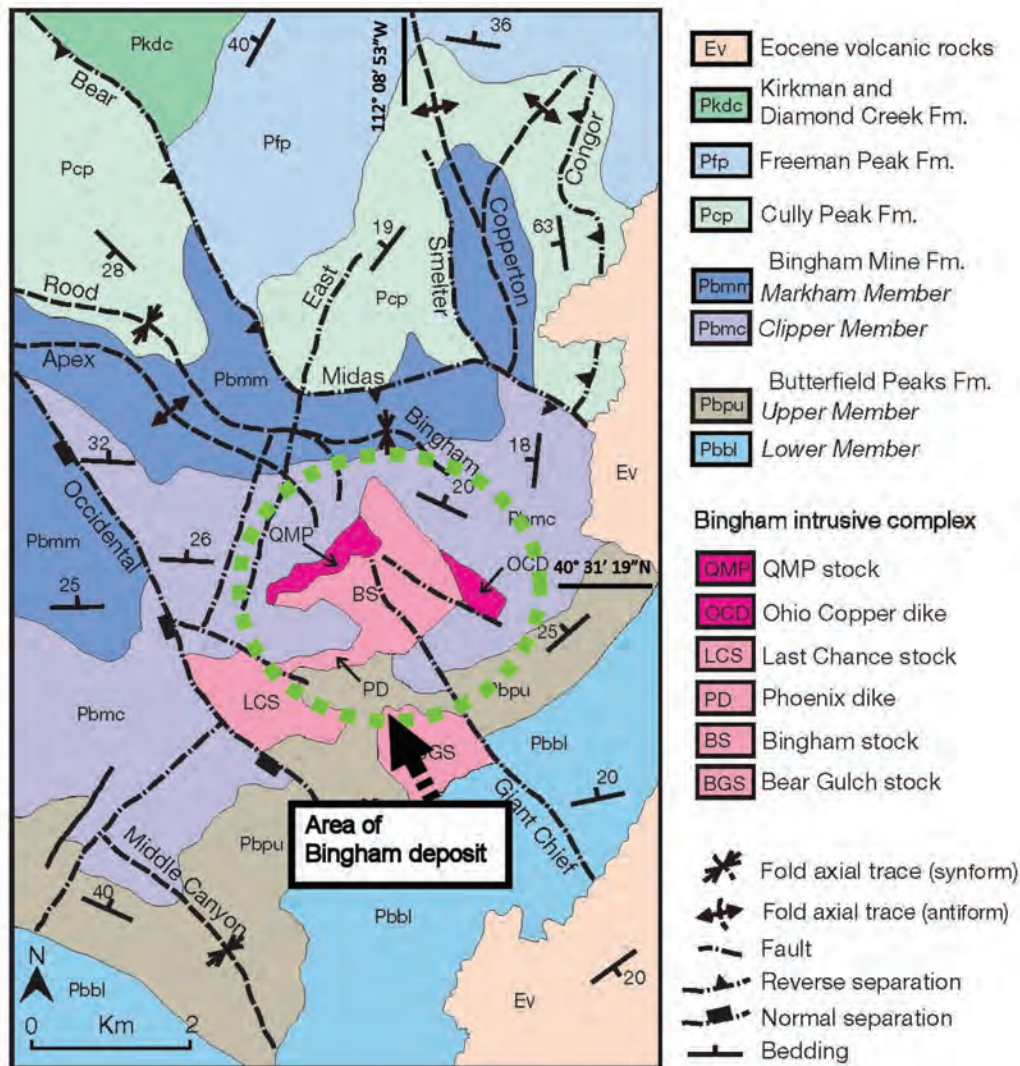 Pkdc
40
36
112° 08' 53"W
Bear
Pfp
Pcp
Congor
19
63
Copperton
28
East
Smelter
Rood
Pcp
Pbmm
Midas
Apex
Bingham
18
32
Ev
20
Occidental
QMP
Pbmc
Pbmm
26
OCD
40° 31' 19"N
BS
25
25
PD
Pbpu
LCS
Pbmc
Pbbl
GS
20
Giant Chief
Area of
Bingham deposit
Pbpu
Middle Canyon
40
Pbbl
N
Pbbl
20
Ev
0 Km 2
Ev Eocene volcanic rocks
Pkdc Kirkman and
Diamond Creek Fm.
Pfp Freeman Peak Fm.
Pcp Cully Peak Fm.
Bingham Mine Fm.
Pbmm Markham Member
Pbmc Clipper Member
Butterfield Peaks Fm.
Pbpu Upper Member
Pbbl Lower Member
Bingham intrusive complex
QMP QMP stock
OCD Ohio Copper dike
LCS Last Chance stock
PD Phoenix dike
BS Bingham stock
BGS Bear Gulch stock
Fold axial trace (synform)
Fold axial trace (antiform)
Fault
Reverse separation
Normal separation
Bedding